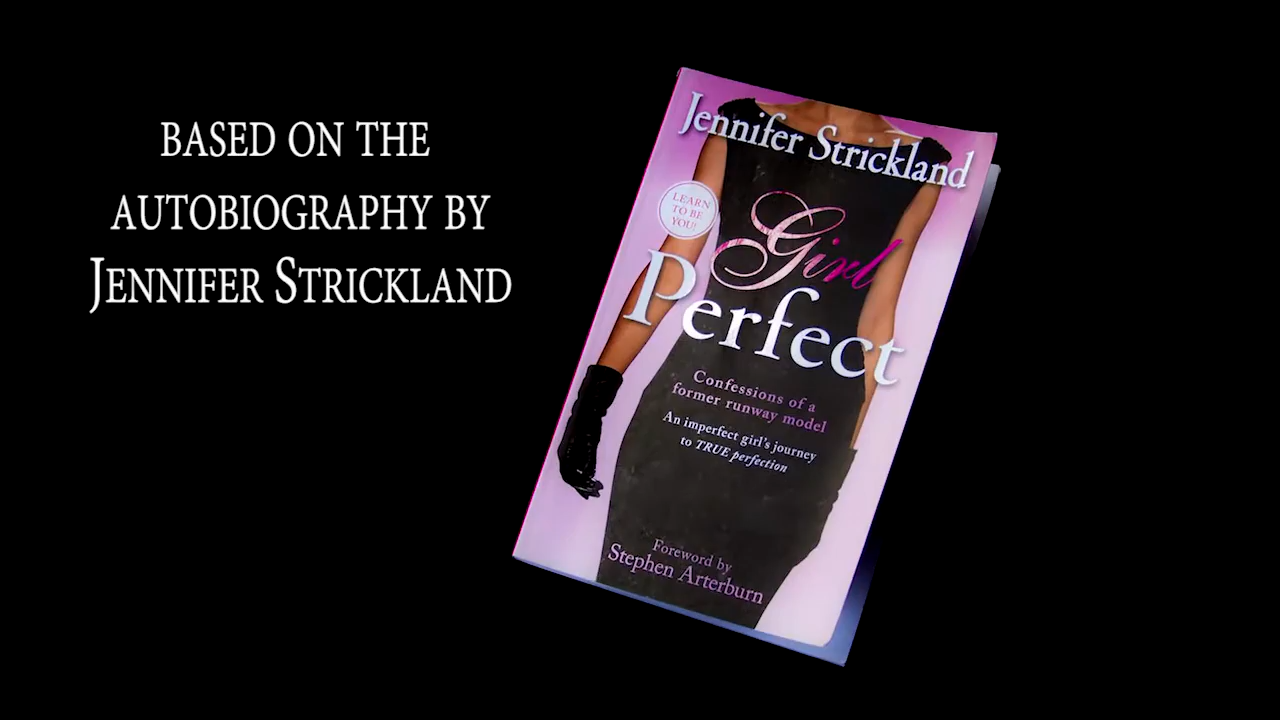 BASED ON THE
AUTOBIOGRAPHY BY
JENNIFER STRICKLAND
Jennifer Strickland
LEARN
TO BE
YOU!
Girl
Perfect
Confessions of a
former runway model
An imperfect girl's journey
to TRUE perfection
Foreword by
Stephen Arterburn